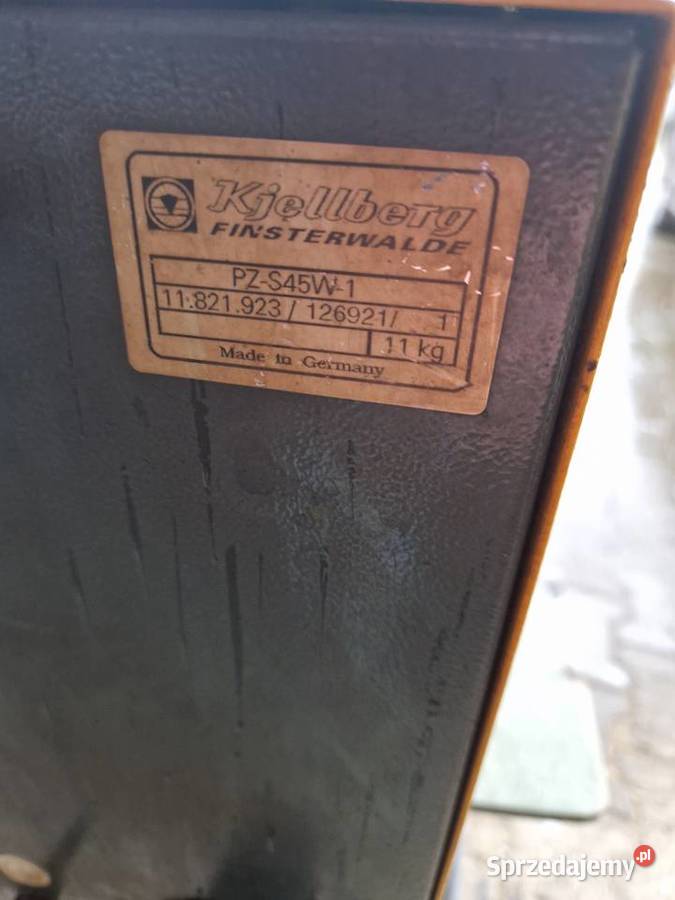 Kjellberg
FINSTERWALDE
PZ-S45W-1
11.821.923 / 126921/ 1
11 kg
Made in Germany
Sprzedajemy.pl